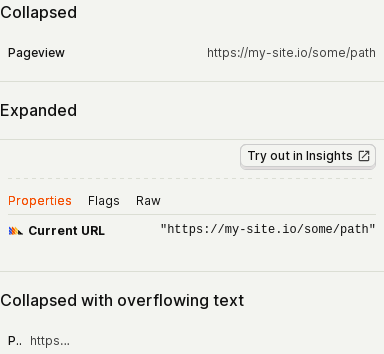 Collapsed
Pageview https://my-site.io/some/path
Expanded
Try out in Insights
Properties Flags Raw
Current URL "https://my-site.io/some/path"
Collapsed with overflowing text
P.. https...